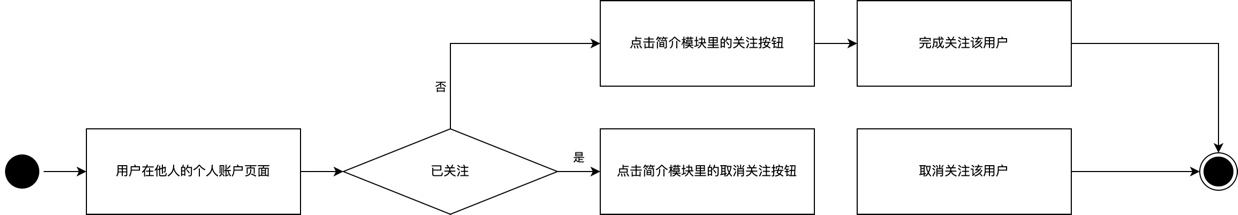 点击简介模块里的关注按钮
完成关注该用户
否
用户在他人的个人账户页面
已关注
是
点击简介模块里的取消关注按钮
取消关注该用户